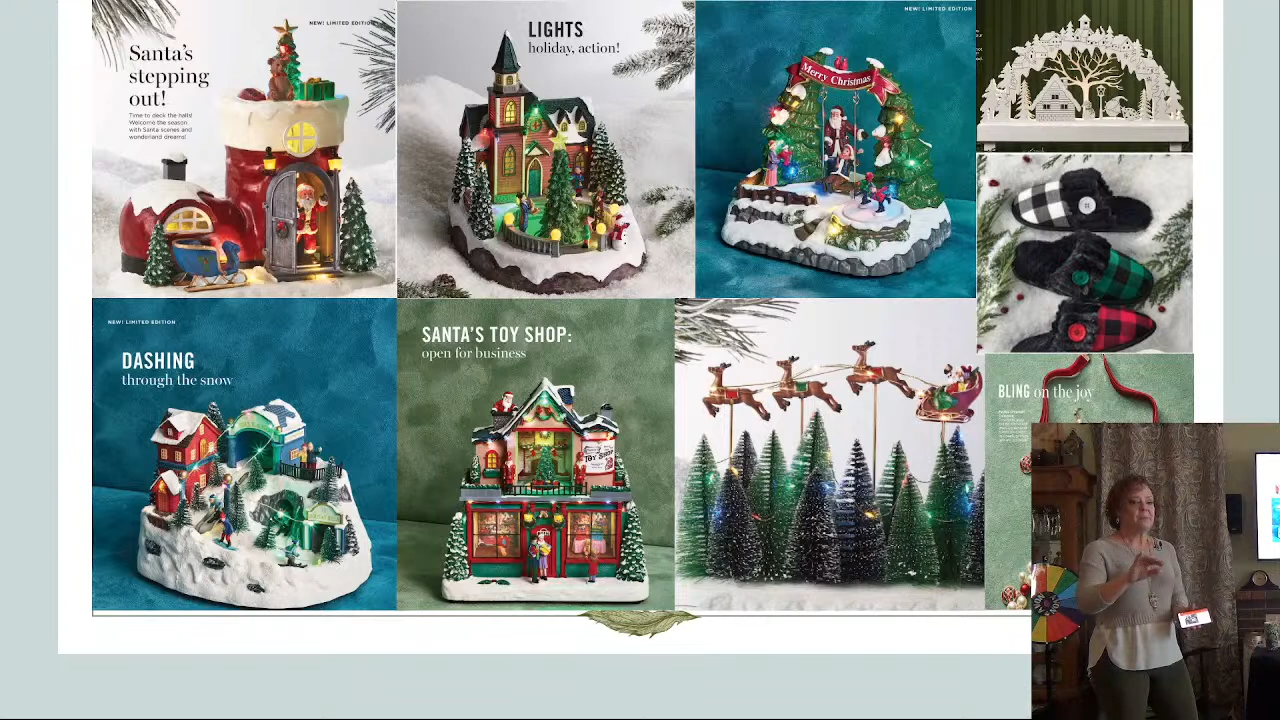 NEW! LIMITED EDITION
Santa's
stepping
out!
Time to deck the halls!
Welcome the season
with Santa scenes and
wonderland dreams!
LIGHTS
holiday, action!
NEW! LIMITED EDITION
Merry Christmas
NEW! LIMITED EDITION
DASHING
through the snow
SANTA'S TOY SHOP:
open for business
TOY SHOP
BLING on the joy